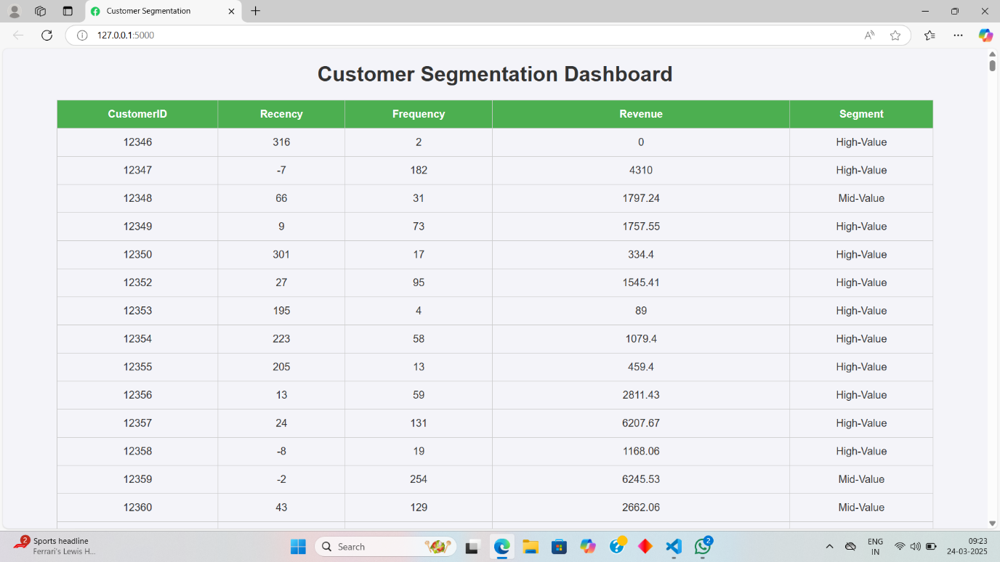 Customer Segmentation
127.0.0.1:5000
Customer Segmentation Dashboard
CustomerID Recency Frequency Revenue Segment
12346 316 2 0 High-Value
12347 -7 182 4310 High-Value
12348 66 31 1797.24 Mid-Value
12349 9 73 1757.55 High-Value
12350 301 17 334.4 High-Value
12352 27 95 1545.41 High-Value
12353 195 4 89 High-Value
12354 223 58 1079.4 High-Value
12355 205 13 459.4 High-Value
12356 13 59 2811.43 High-Value
12357 24 131 6207.67 High-Value
12358 -8 19 1168.06 High-Value
12359 -2 254 6245.53 Mid-Value
12360 43 129 2662.06 Mid-Value
2 Sports headline
Ferrari's Lewis H...
Search
2
ENG
IN
09:23
24-03-2025